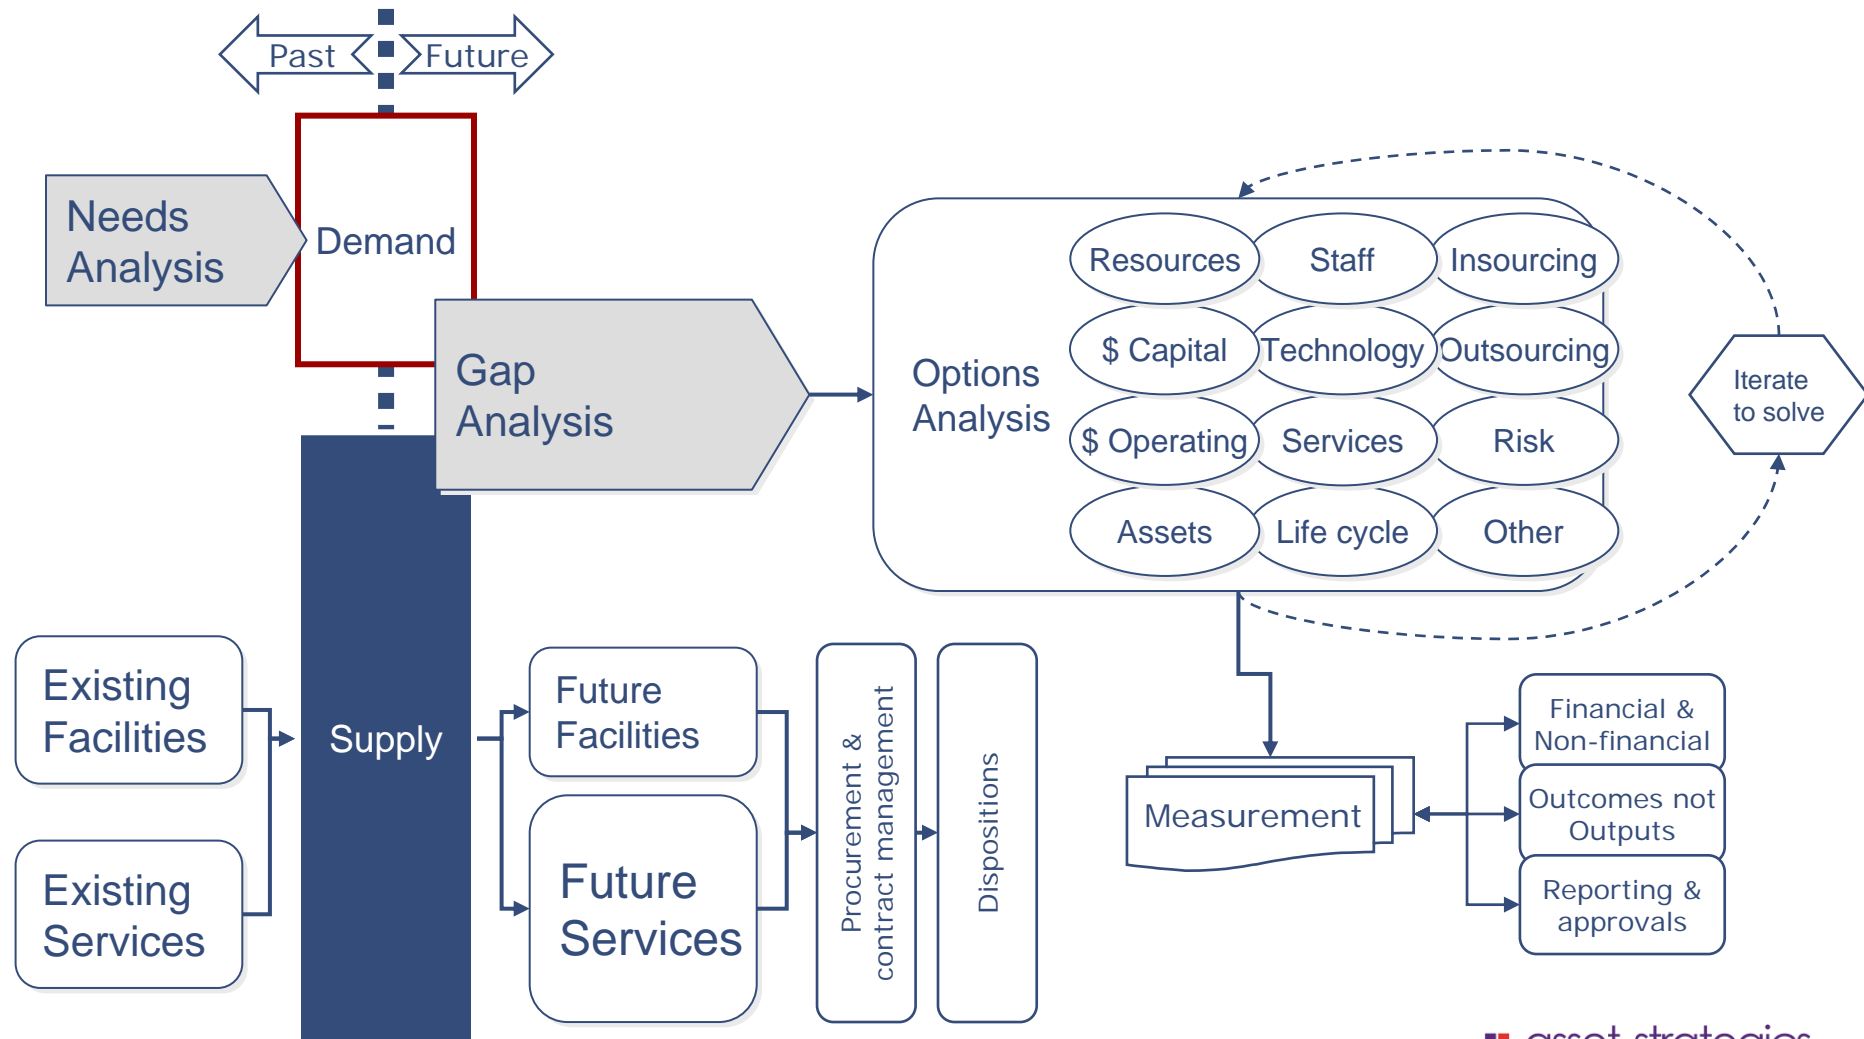 Past
Future
Needs
Analysis
Demand
Gap
Analysis
Options
Analysis
Resources
Staff
Insourcing
$ Capital
Technology
Outsourcing
$ Operating
Services
Risk
Assets
Life cycle
Other
Iterate
to solve
Existing
Facilities
Existing
Services
Supply
Future
Facilities
Future
Services
Procurement &
contract management
Dispositions
Measurement
Financial &
Non-financial
Outcomes not
Outputs
Reporting &
approvals
asset strategies